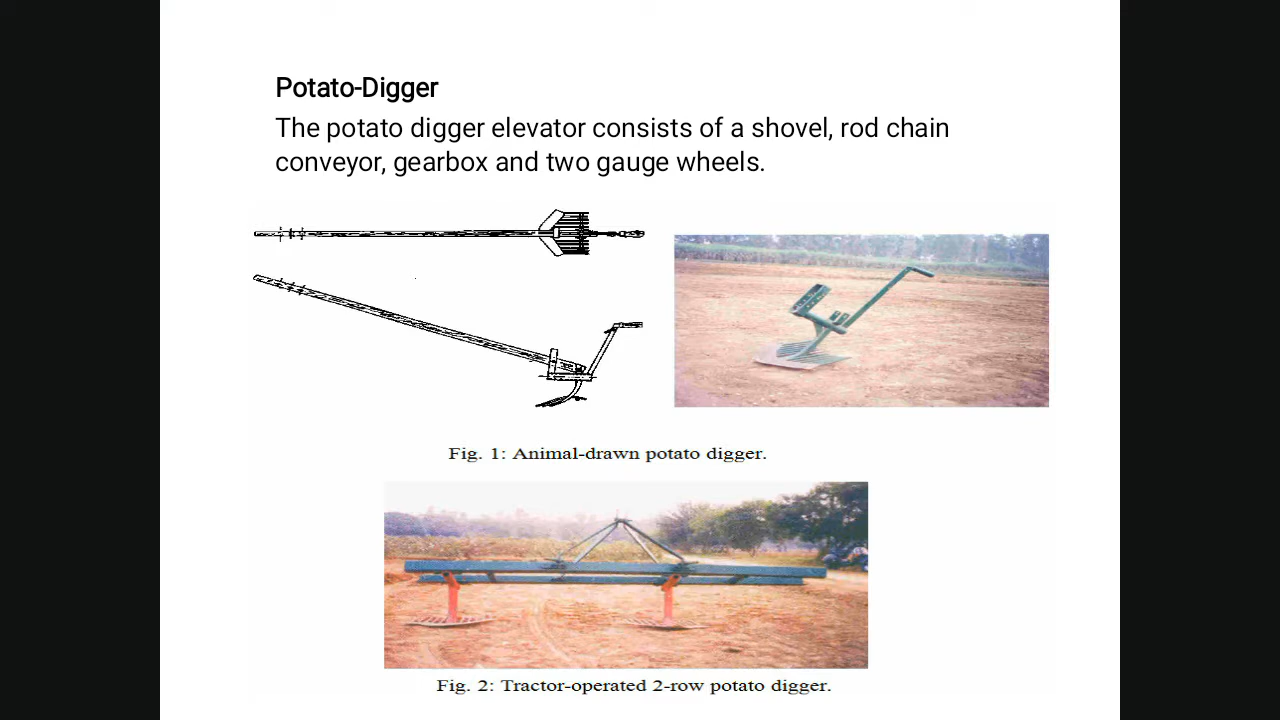 Potato-Digger
The potato digger elevator consists of a shovel, rod chain
conveyor, gearbox and two gauge wheels.
Fig. 1: Animal-drawn potato digger.
Fig. 2: Tractor-operated 2-row potato digger.